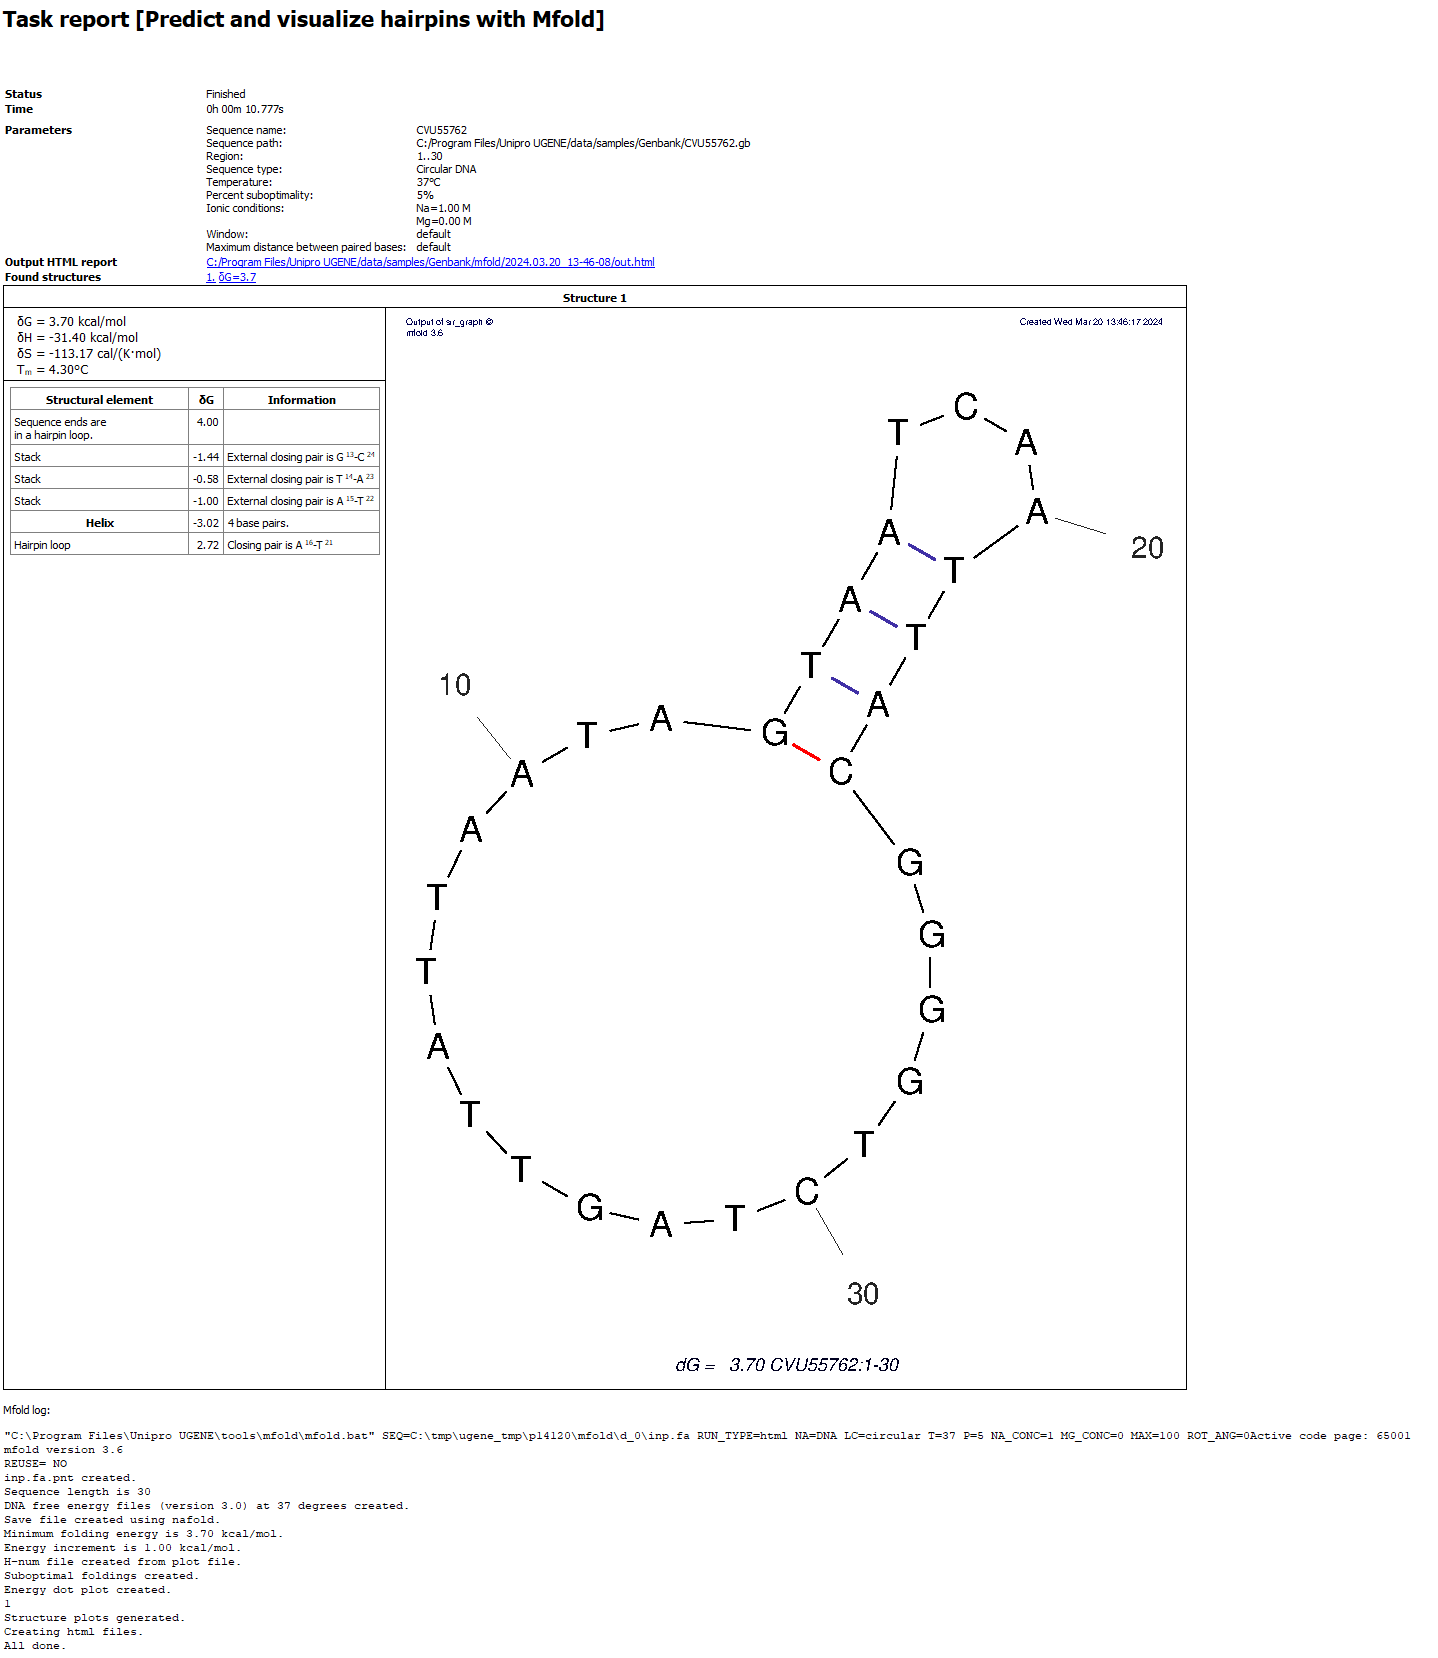 Task report [Predict and visualize hairpins with Mfold]
Status Finished
Time 0h 00m 10.777s
Parameters Sequence name: CVU55762
Sequence path: C:/Program Files/Unipro UGENE/data/samples/Genbank/CVU55762.gb
Region: 1..30
Sequence type: Circular DNA
Temperature: 37°C
Percent suboptimality: 5%
Ionic conditions: Na=1.00 M
Mg=0.00 M
Window: default
Maximum distance between paired bases: default
Output HTML report C:/Program Files/Unipro UGENE/data/samples/Genbank/mfold/2024.03.20_13-46-08/out.html
Found structures 1. δG=3.7
Structure 1
δG = 3.70 kcal/mol
δH = -31.40 kcal/mol
δS = -113.17 cal/(K·mol)
Tₘ = 4.30°C
Structural element δG Information
Sequence ends are
in a hairpin loop. 4.00
Stack -1.44 External closing pair is G ¹³-C ²⁴
Stack -0.58 External closing pair is T ¹⁴-A ²³
Stack -1.00 External closing pair is A ¹⁵-T ²²
Helix -3.02 4 base pairs.
Hairpin loop 2.72 Closing pair is A ¹⁶-T ²¹
Output of sir_graph ©
mfold 3.6
Created Wed Mar 20 13:46:17 2024
C
T
A
A
A
20
T
A
T
T
10
A
A
T
G
A
C
A
T
G
G
T
G
A
G
T
T
C
T
G
A
T
30
dG = 3.70 CVU55762:1-30
Mfold log:
"C:\Program Files\Unipro UGENE\tools\mfold\mfold.bat" SEQ=C:\tmp\ugene_tmp\p14120\mfold\d_0\inp.fa RUN_TYPE=html NA=DNA LC=circular T=37 P=5 NA_CONC=1 MG_CONC=0 MAX=100 ROT_ANG=0Active code page: 65001
mfold version 3.6
REUSE= NO
inp.fa.pnt created.
Sequence length is 30
DNA free energy files (version 3.0) at 37 degrees created.
Save file created using nafold.
Minimum folding energy is 3.70 kcal/mol.
Energy increment is 1.00 kcal/mol.
H-num file created from plot file.
Suboptimal foldings created.
Energy dot plot created.
1
Structure plots generated.
Creating html files.
All done.